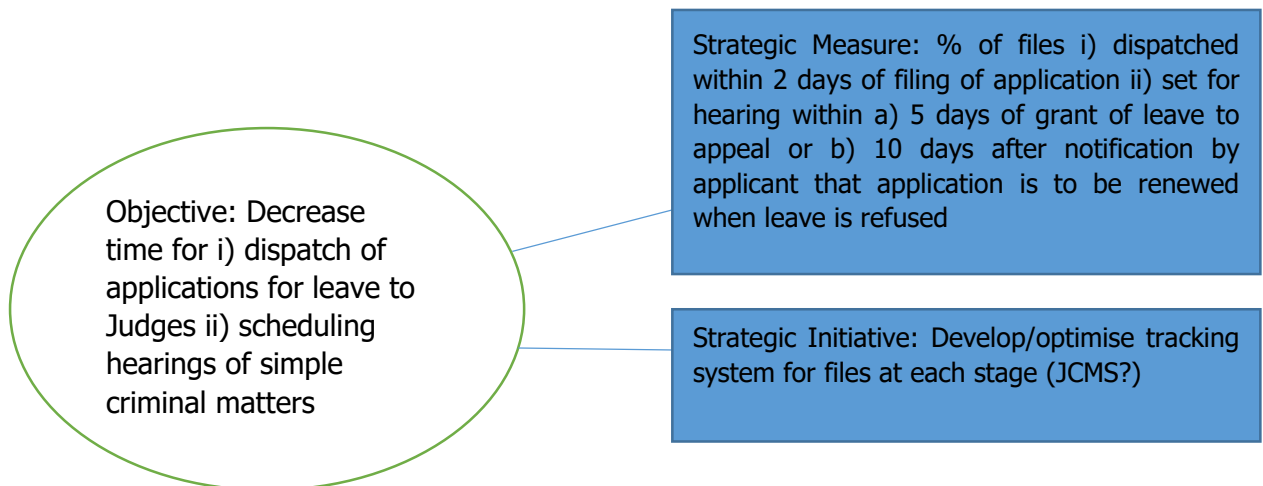 Objective: Decrease
time for i) dispatch of
applications for leave to
Judges ii) scheduling
hearings of simple
criminal matters
Strategic Measure: % of files i) dispatched
within 2 days of filing of application ii) set for
hearing within a) 5 days of grant of leave to
appeal or b) 10 days after notification by
applicant that application is to be renewed
when leave is refused
Strategic Initiative: Develop/optimise tracking
system for files at each stage (JCMS?)